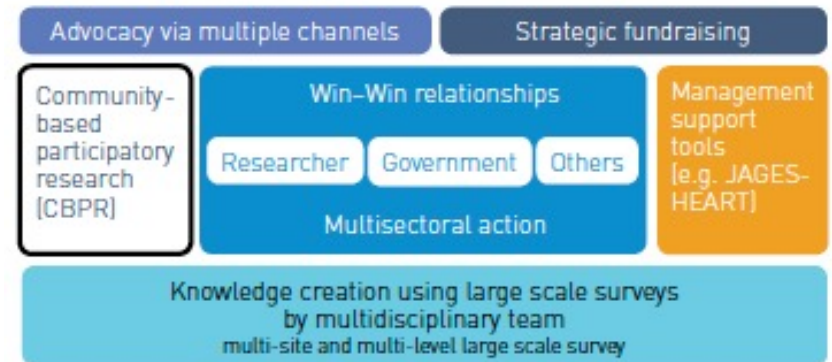 Advocacy via multiple channels
Strategic fundraising
Community-
based
participatory
research
(CBPR)
Win–Win relationships
Researcher
Government
Others
Multisectoral action
Management
support
tools
(e.g. JAGES-
HEART)
Knowledge creation using large scale surveys
by multidisciplinary team
multi-site and multi-level large scale survey